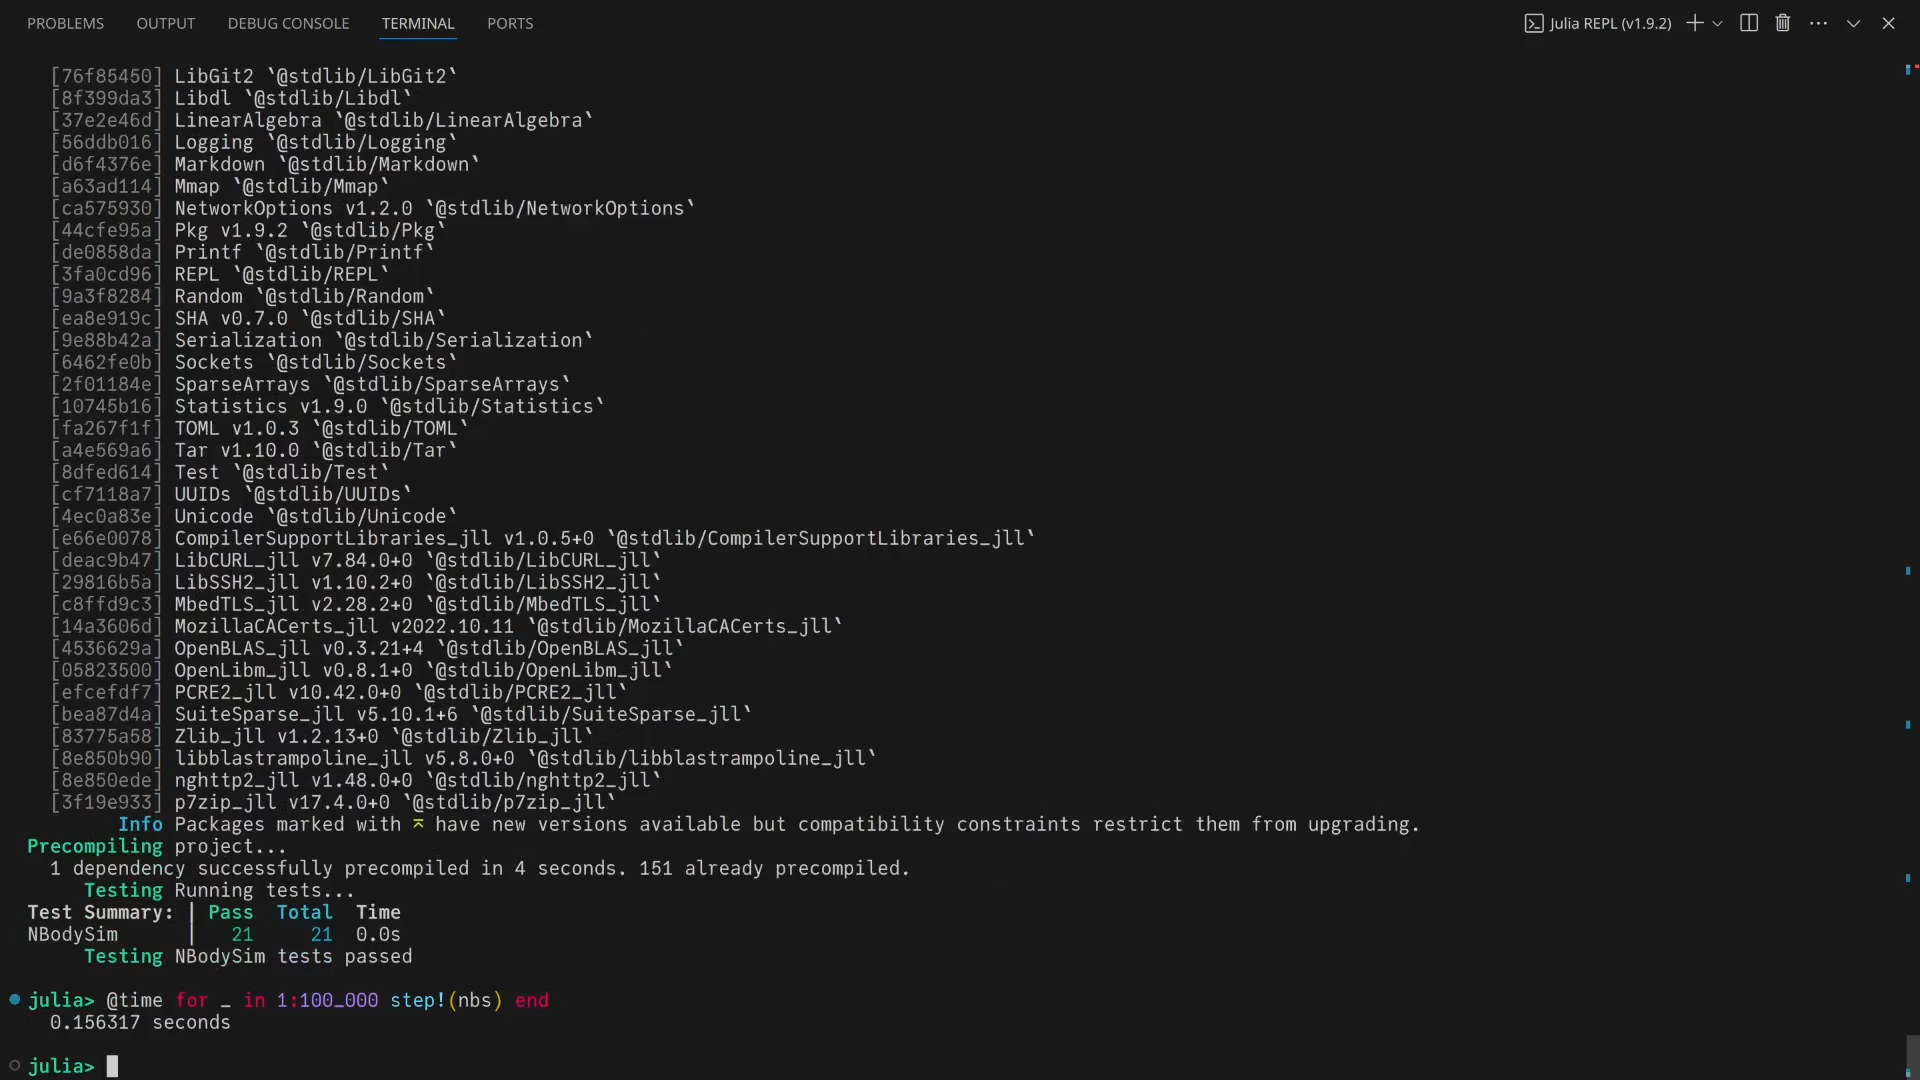 PROBLEMS OUTPUT DEBUG CONSOLE TERMINAL PORTS Julia REPL (v1.9.2)
[76f85450] LibGit2 `@stdlib/LibGit2`
[8f399da3] Libdl `@stdlib/Libdl`
[37e2e46d] LinearAlgebra `@stdlib/LinearAlgebra`
[56ddb016] Logging `@stdlib/Logging`
[d6f4376e] Markdown `@stdlib/Markdown`
[a63ad114] Mmap `@stdlib/Mmap`
[ca575930] NetworkOptions v1.2.0 `@stdlib/NetworkOptions`
[44cfe95a] Pkg v1.9.2 `@stdlib/Pkg`
[de0858da] Printf `@stdlib/Printf`
[3fa0cd96] REPL `@stdlib/REPL`
[9a3f8284] Random `@stdlib/Random`
[ea8e919c] SHA v0.7.0 `@stdlib/SHA`
[9e88b42a] Serialization `@stdlib/Serialization`
[6462fe0b] Sockets `@stdlib/Sockets`
[2f01184e] SparseArrays `@stdlib/SparseArrays`
[10745b16] Statistics v1.9.0 `@stdlib/Statistics`
[fa267f1f] TOML v1.0.3 `@stdlib/TOML`
[a4e569a6] Tar v1.10.0 `@stdlib/Tar`
[8dfed614] Test `@stdlib/Test`
[cf7118a7] UUIDs `@stdlib/UUIDs`
[4ec0a83e] Unicode `@stdlib/Unicode`
[e66e0078] CompilerSupportLibraries_jll v1.0.5+0 `@stdlib/CompilerSupportLibraries_jll`
[deac9b47] LibCURL_jll v7.84.0+0 `@stdlib/LibCURL_jll`
[29816b5a] LibSSH2_jll v1.10.2+0 `@stdlib/LibSSH2_jll`
[c8ffd9c3] MbedTLS_jll v2.28.2+0 `@stdlib/MbedTLS_jll`
[14a3606d] MozillaCACerts_jll v2022.10.11 `@stdlib/MozillaCACerts_jll`
[4536629a] OpenBLAS_jll v0.3.21+4 `@stdlib/OpenBLAS_jll`
[05823500] OpenLibm_jll v0.8.1+0 `@stdlib/OpenLibm_jll`
[efcefdf7] PCRE2_jll v10.42.0+0 `@stdlib/PCRE2_jll`
[bea87d4a] SuiteSparse_jll v5.10.1+6 `@stdlib/SuiteSparse_jll`
[83775a58] Zlib_jll v1.2.13+0 `@stdlib/Zlib_jll`
[8e850b90] libblastrampoline_jll v5.8.0+0 `@stdlib/libblastrampoline_jll`
[8e850ede] nghttp2_jll v1.48.0+0 `@stdlib/nghttp2_jll`
[3f19e933] p7zip_jll v17.4.0+0 `@stdlib/p7zip_jll`
Info Packages marked with ⌅ have new versions available but compatibility constraints restrict them from upgrading.
Precompiling project...
1 dependency successfully precompiled in 4 seconds. 151 already precompiled.
Testing Running tests...
Test Summary: | Pass Total Time
NBodySim | 21 21 0.0s
Testing NBodySim tests passed
julia> @time for _ in 1:100_000 step!(nbs) end
0.156317 seconds
julia>